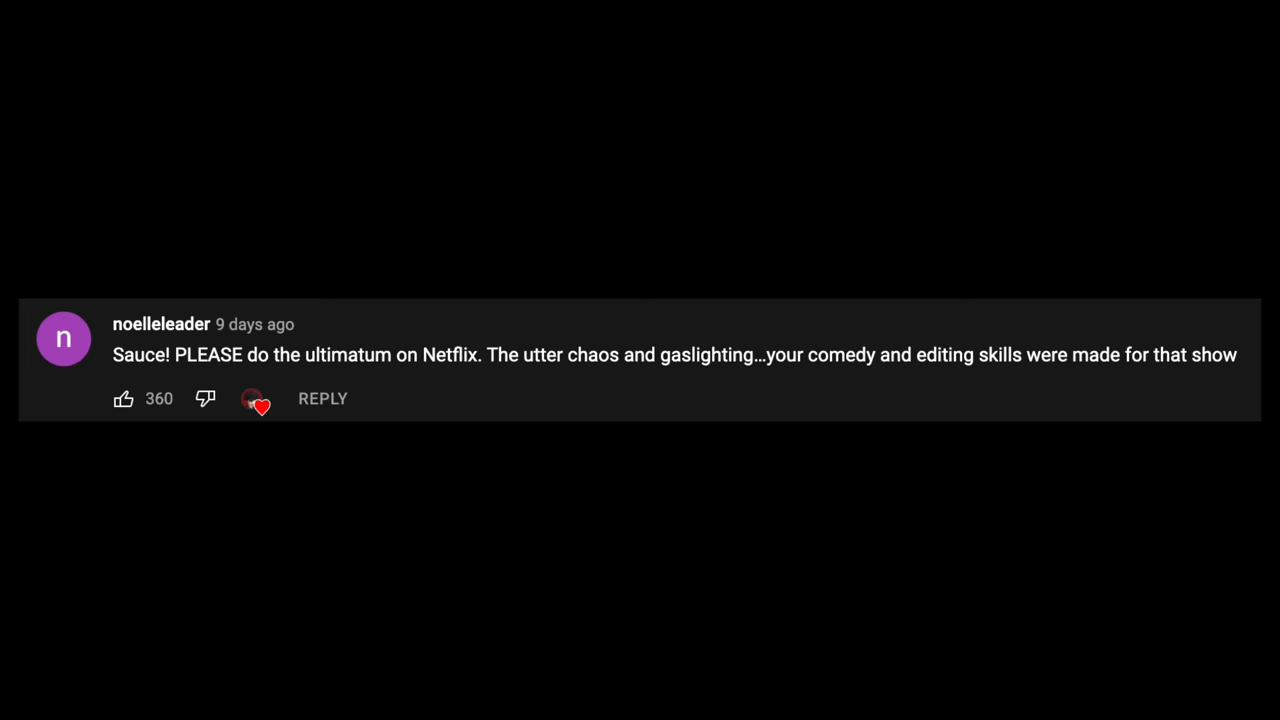 n
noelleleader 9 days ago
Sauce! PLEASE do the ultimatum on Netflix. The utter chaos and gaslighting...your comedy and editing skills were made for that show
360 REPLY